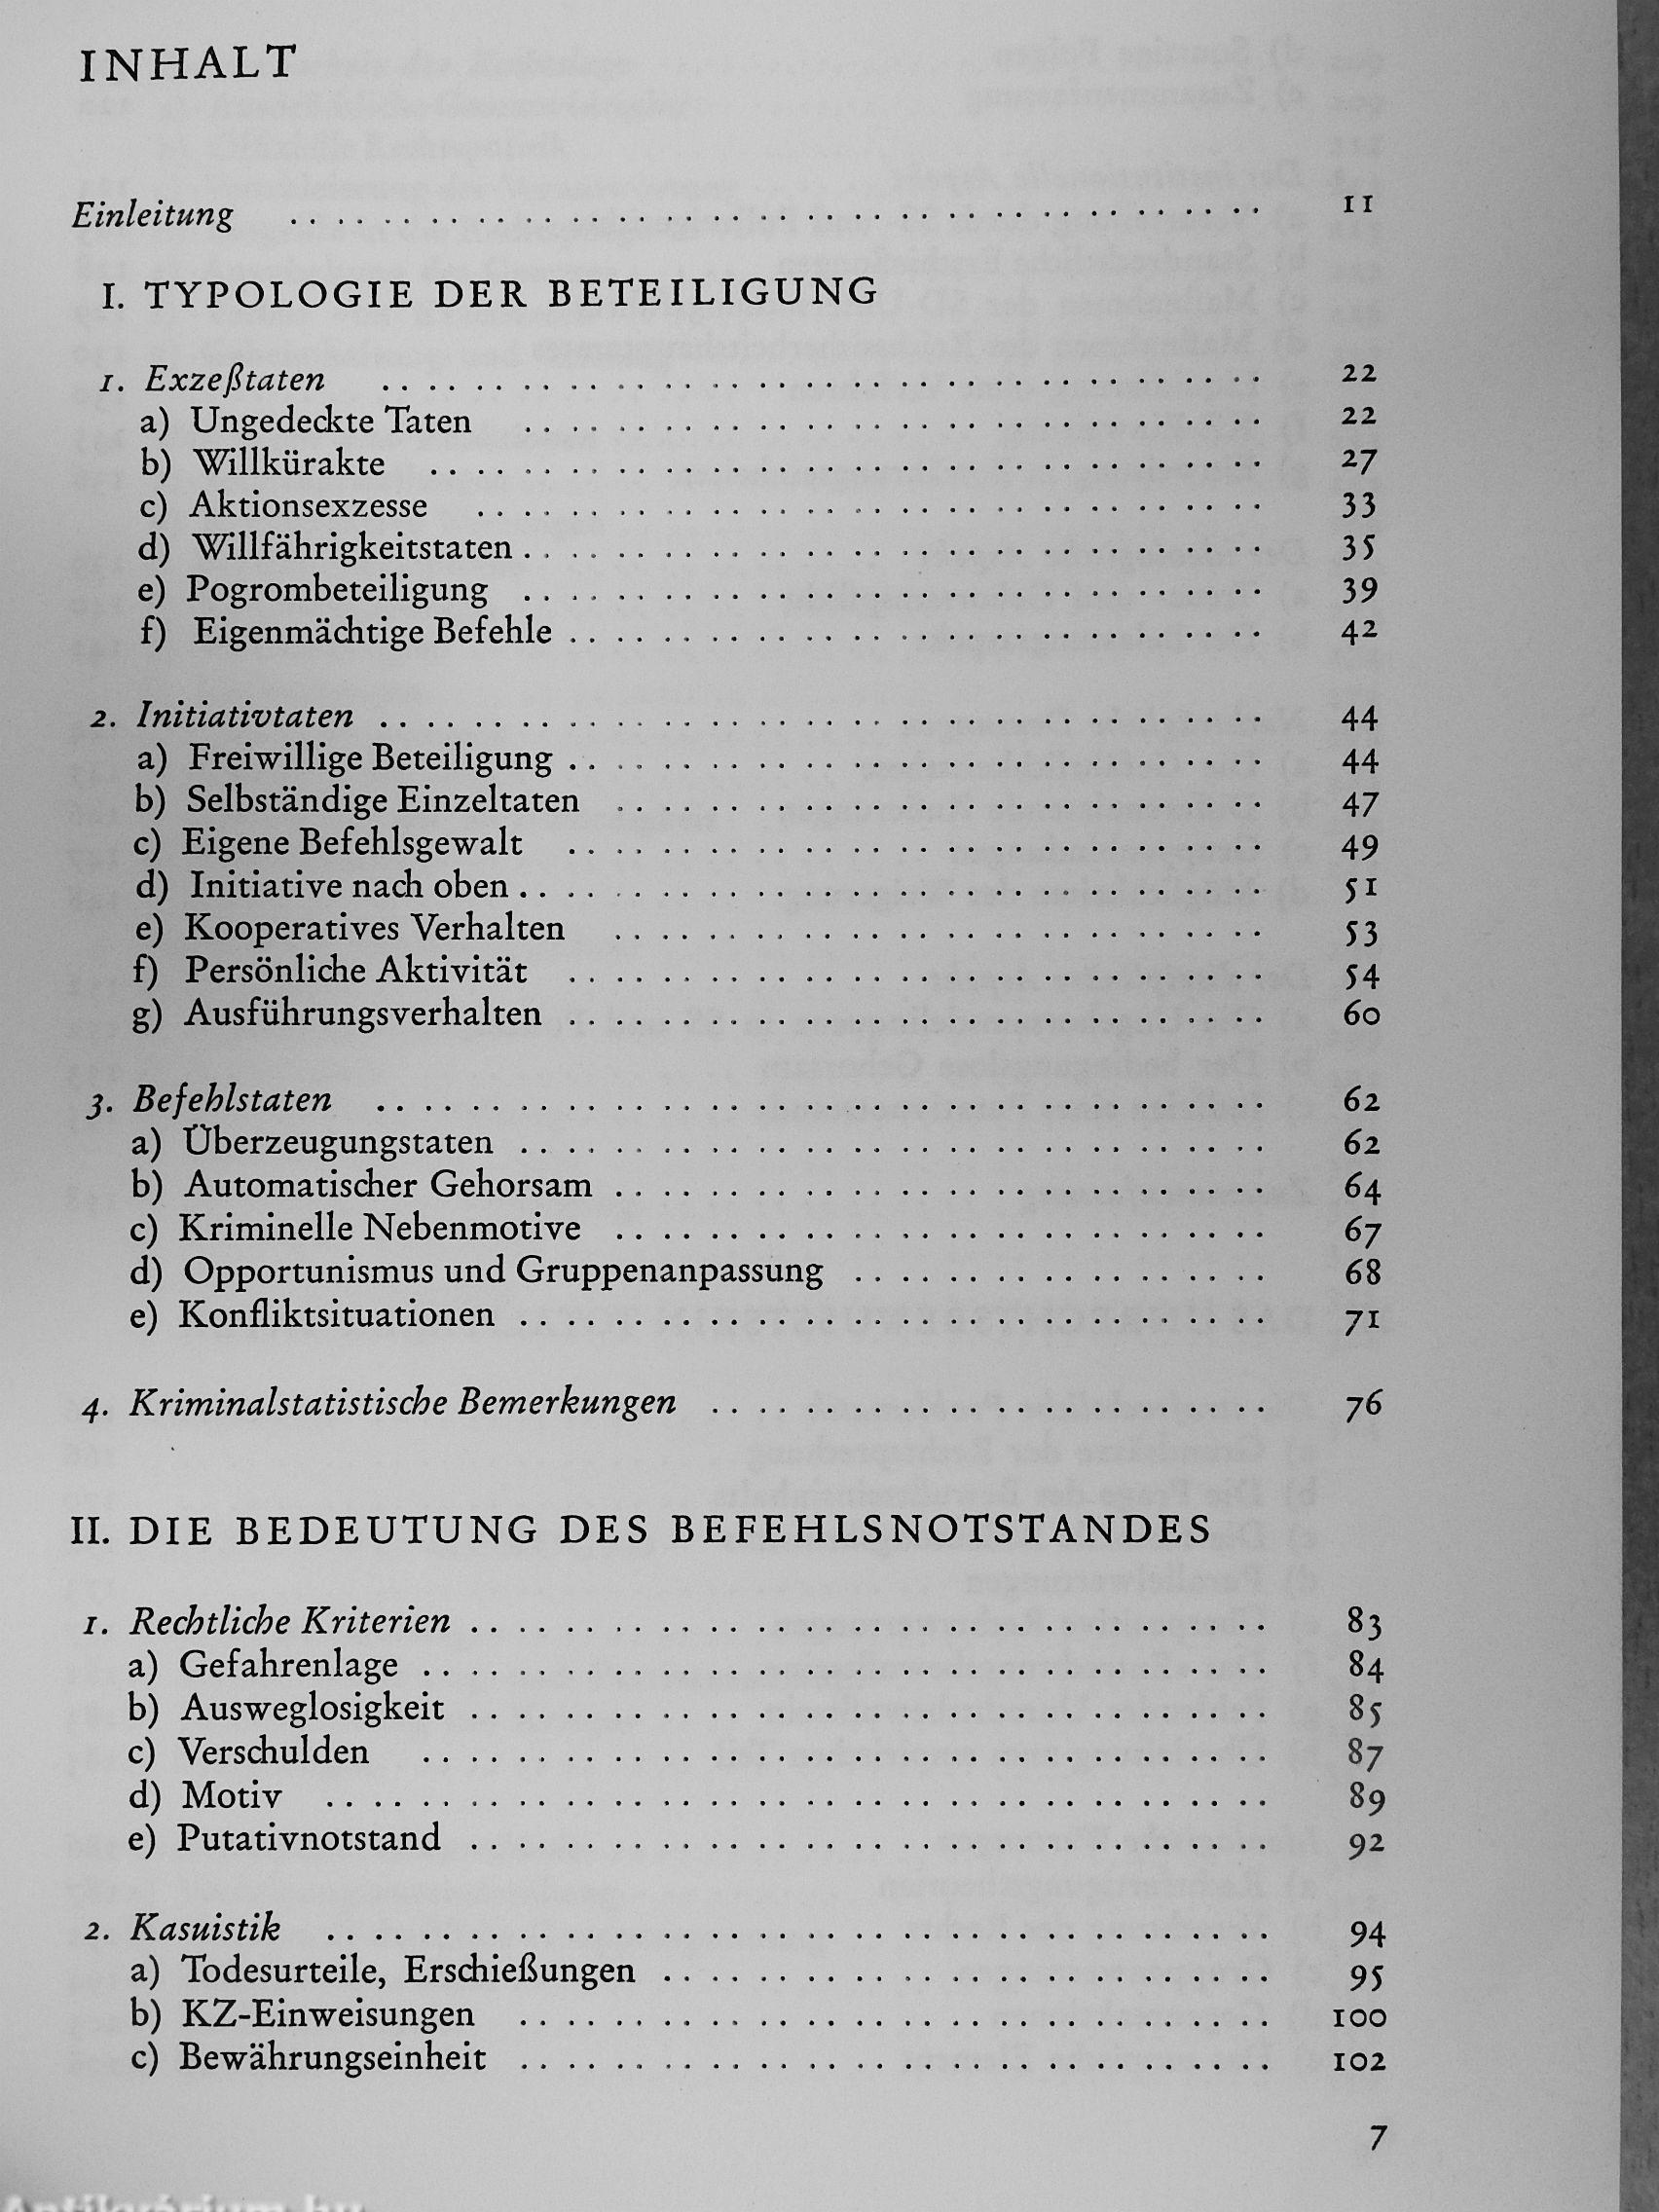 INHALT
Einleitung . . . . . . . . . . . . . . . . . . . . 11
I. TYPOLOGIE DER BETEILIGUNG
1. Exzeßtaten . . . . . . . . . . . . . . . . . . . . 22
a) Ungedeckte Taten . . . . . . . . . . . . . . . . . . . . 22
b) Willkürakte . . . . . . . . . . . . . . . . . . . . 27
c) Aktionsexzesse . . . . . . . . . . . . . . . . . . . . 33
d) Willfährigkeitstaten . . . . . . . . . . . . . . . . . . . . 35
e) Pogrombeteiligung . . . . . . . . . . . . . . . . . . . . 39
f) Eigenmächtige Befehle . . . . . . . . . . . . . . . . . . . . 42
2. Initiativtaten . . . . . . . . . . . . . . . . . . . . 44
a) Freiwillige Beteiligung . . . . . . . . . . . . . . . . . . . . 44
b) Selbständige Einzeltaten . . . . . . . . . . . . . . . . . . . . 47
c) Eigene Befehlsgewalt . . . . . . . . . . . . . . . . . . . . 49
d) Initiative nach oben . . . . . . . . . . . . . . . . . . . . 51
e) Kooperatives Verhalten . . . . . . . . . . . . . . . . . . . . 53
f) Persönliche Aktivität . . . . . . . . . . . . . . . . . . . . 54
g) Ausführungsverhalten . . . . . . . . . . . . . . . . . . . . 60
3. Befehlstaten . . . . . . . . . . . . . . . . . . . . 62
a) Überzeugungstaten . . . . . . . . . . . . . . . . . . . . 62
b) Automatischer Gehorsam . . . . . . . . . . . . . . . . . . . . 64
c) Kriminelle Nebenmotive . . . . . . . . . . . . . . . . . . . . 67
d) Opportunismus und Gruppenanpassung . . . . . . . . . . . . . . . . . . 68
e) Konfliktsituationen . . . . . . . . . . . . . . . . . . . . 71
4. Kriminalstatistische Bemerkungen . . . . . . . . . . . . . . . . . . . . 76
II. DIE BEDEUTUNG DES BEFEHLSNOTSTANDES
1. Rechtliche Kriterien . . . . . . . . . . . . . . . . . . . . 83
a) Gefahrenlage . . . . . . . . . . . . . . . . . . . . 84
b) Ausweglosigkeit . . . . . . . . . . . . . . . . . . . . 85
c) Verschulden . . . . . . . . . . . . . . . . . . . . 87
d) Motiv . . . . . . . . . . . . . . . . . . . . 89
e) Putativnotstand . . . . . . . . . . . . . . . . . . . . 92
2. Kasuistik . . . . . . . . . . . . . . . . . . . . 94
a) Todesurteile, Erschießungen . . . . . . . . . . . . . . . . . . . . 95
b) KZ-Einweisungen . . . . . . . . . . . . . . . . . . . . 100
c) Bewährungseinheit . . . . . . . . . . . . . . . . . . . . 102
7
Antikvárium.hu